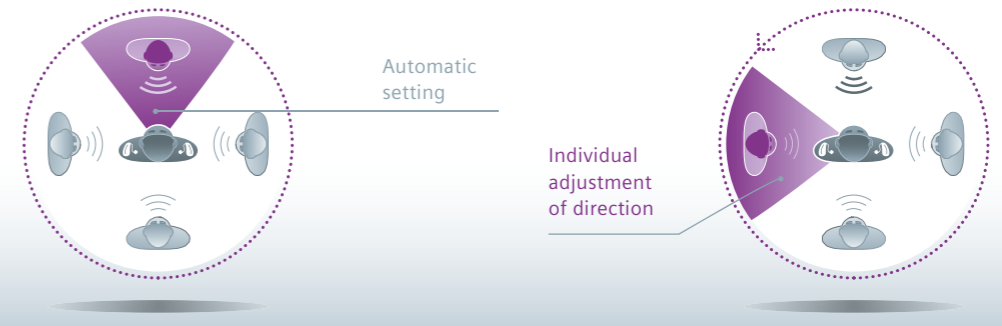 Automatic
setting
Individual
adjustment
of direction